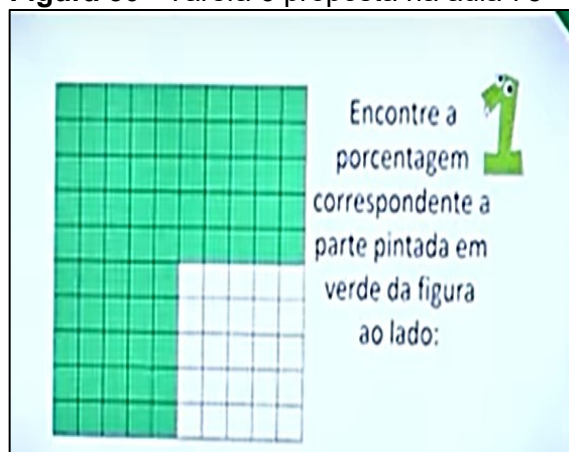 Encontre a
porcentagem
correspondente a
parte pintada em
verde da figura
ao lado: